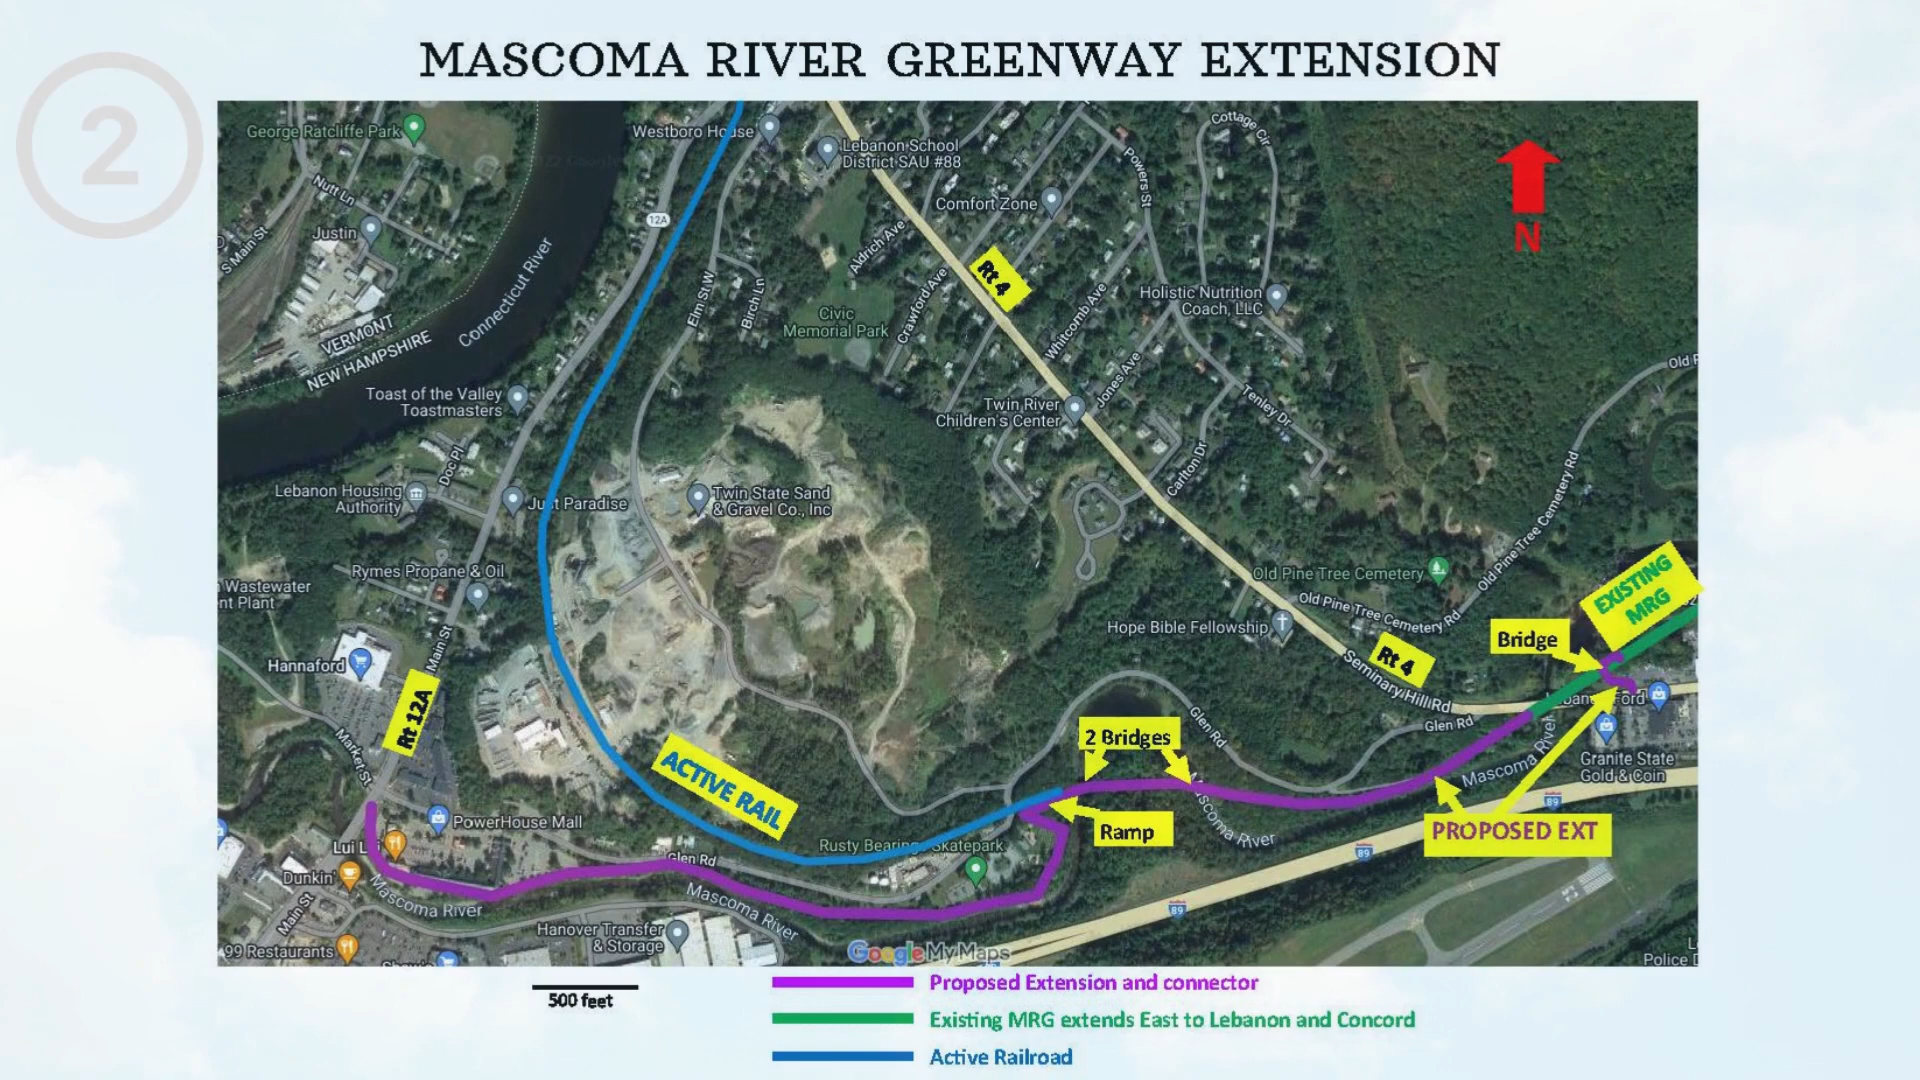 MASCOMA RIVER GREENWAY EXTENSION
2
George Ratcliffe Park
Westboro House
Lebanon School
District SAU #88
Cottage Cir
Powers St
N
Nutt Ln
Justin
S Main St
12A
Comfort Zone
Aldrich Ave
Connecticut River
Elm St W
Birch Ln
Crawford Ave
Rt 4
Holistic Nutrition
Coach, LLC
Civic
Memorial Park
Whitcomb Ave
VERMONT
NEW HAMPSHIRE
Jones Ave
Old
Toast of the Valley
Toastmasters
Twin River
Children's Center
Tenley Dr
Doc Pl
Carlton Dr
Lebanon Housing
Authority
Just Paradise
Twin State Sand
& Gravel Co., Inc
Old Pine Tree Cemetery Rd
Rymes Propane & Oil
Old Pine Tree Cemetery
Wastewater
nt Plant
Old Pine Tree Cemetery Rd
EXISTING
MRG
Hope Bible Fellowship
Bridge
Main St
Hannaford
Rt 4
Seminary Hill Rd
Rt 12A
Ford
Glen Rd
Glen Rd
2 Bridges
Market St
ACTIVE RAIL
Mascoma River
Granite State
Gold & Coin
89
PowerHouse Mall
Ramp
Mascoma River
PROPOSED EXT
Lui L
Rusty Bearings Skatepark
89
Glen Rd
Dunkin'
Mascoma River
Mascoma River
Main St
89
Hanover Transfer
& Storage
99 Restaurants
Google My Maps
Police
500 feet
Proposed Extension and connector
Existing MRG extends East to Lebanon and Concord
Active Railroad